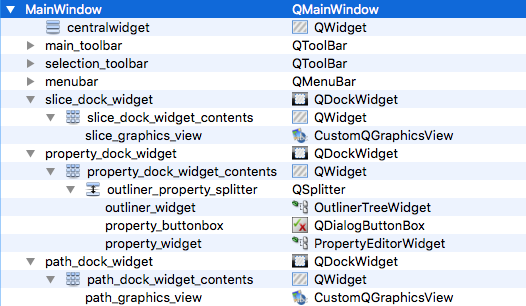 MainWindow QMainWindow
centralwidget QWidget
main_toolbar QToolBar
selection_toolbar QToolBar
menubar QMenuBar
slice_dock_widget QDockWidget
slice_dock_widget_contents QWidget
slice_graphics_view CustomQGraphicsView
property_dock_widget QDockWidget
property_dock_widget_contents QWidget
outliner_property_splitter QSplitter
outliner_widget OutlinerTreeWidget
property_buttonbox QDialogButtonBox
property_widget PropertyEditorWidget
path_dock_widget QDockWidget
path_dock_widget_contents QWidget
path_graphics_view CustomQGraphicsView